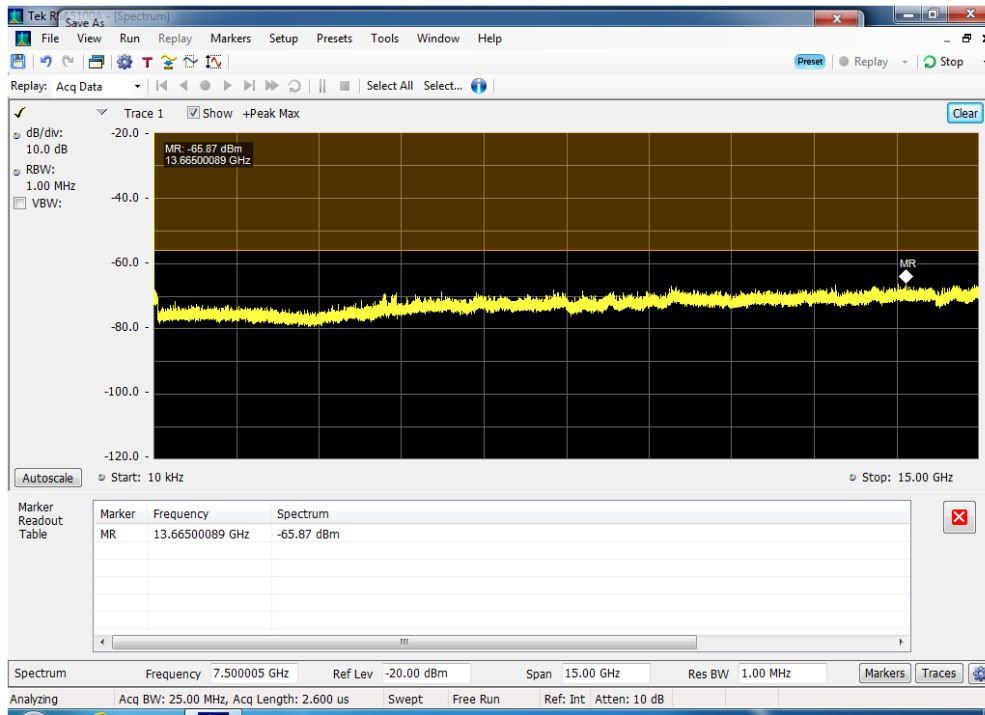 Tek RSA5100A - [Spectrum]
Save As
File View Run Replay Markers Setup Presets Tools Window Help
Preset Replay Stop
Replay: Acq Data Select All Select...
Trace 1 Show +Peak Max Clear
dB/div:
10.0 dB
RBW:
1.00 MHz
VBW:
-20.0
MR: -65.87 dBm
13.66500089 GHz
-40.0
-60.0
MR
-80.0
-100.0
-120.0
Autoscale Start: 10 kHz Stop: 15.00 GHz
Marker
Readout
Table
Marker Frequency Spectrum
MR 13.66500089 GHz -65.87 dBm
Spectrum Frequency 7.500005 GHz Ref Lev -20.00 dBm Span 15.00 GHz Res BW 1.00 MHz Markers Traces
Analyzing Acq BW: 25.00 MHz, Acq Length: 2.600 us Swept Free Run Ref: Int Atten: 10 dB